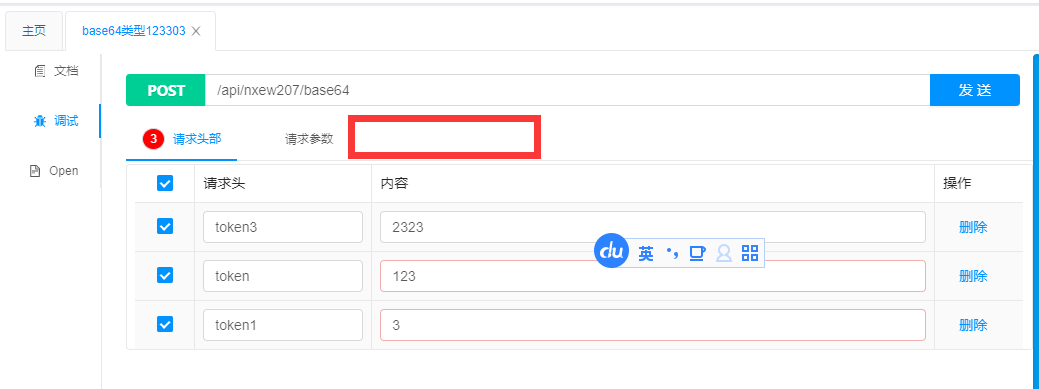 主页
base64类型123303
文档
调试
Open
POST /api/nxew207/base64 发 送
3 请求头部 请求参数
请求头 内容 操作
token3 2323 删除
du 英
token 123 删除
token1 3 删除